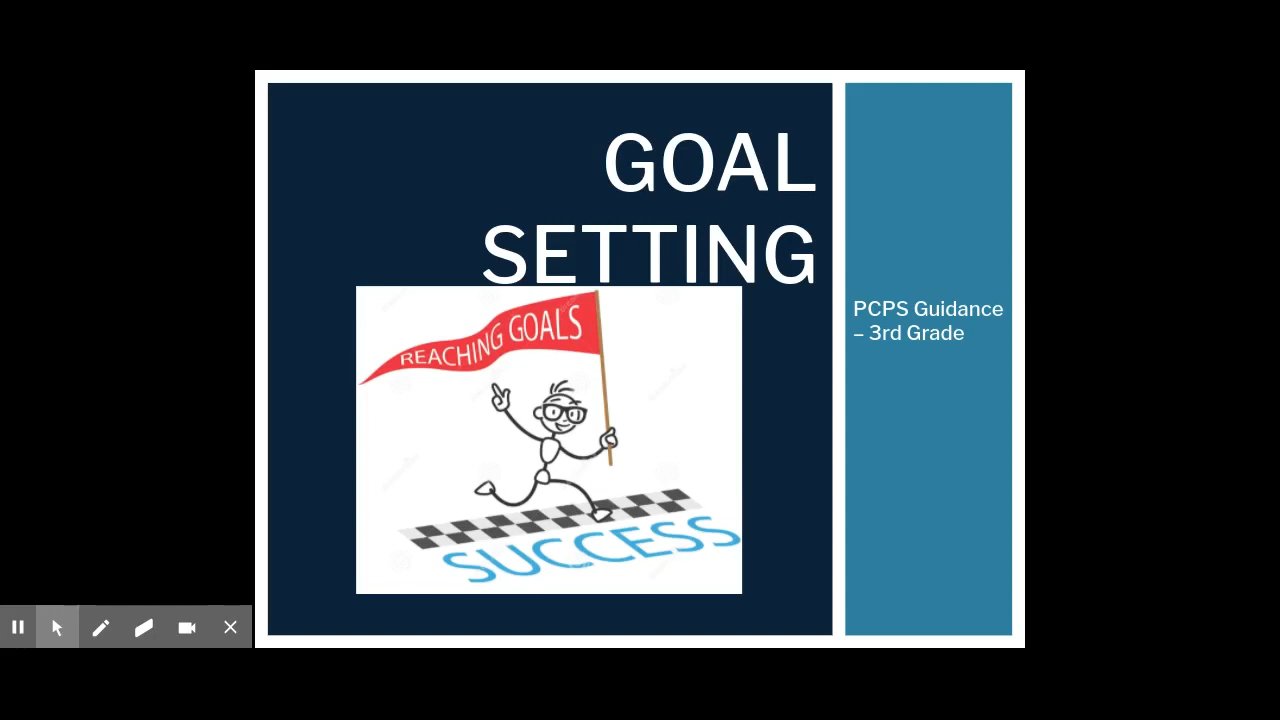 GOAL
SETTING
REACHING GOALS
SUCCESS
PCPS Guidance
– 3rd Grade